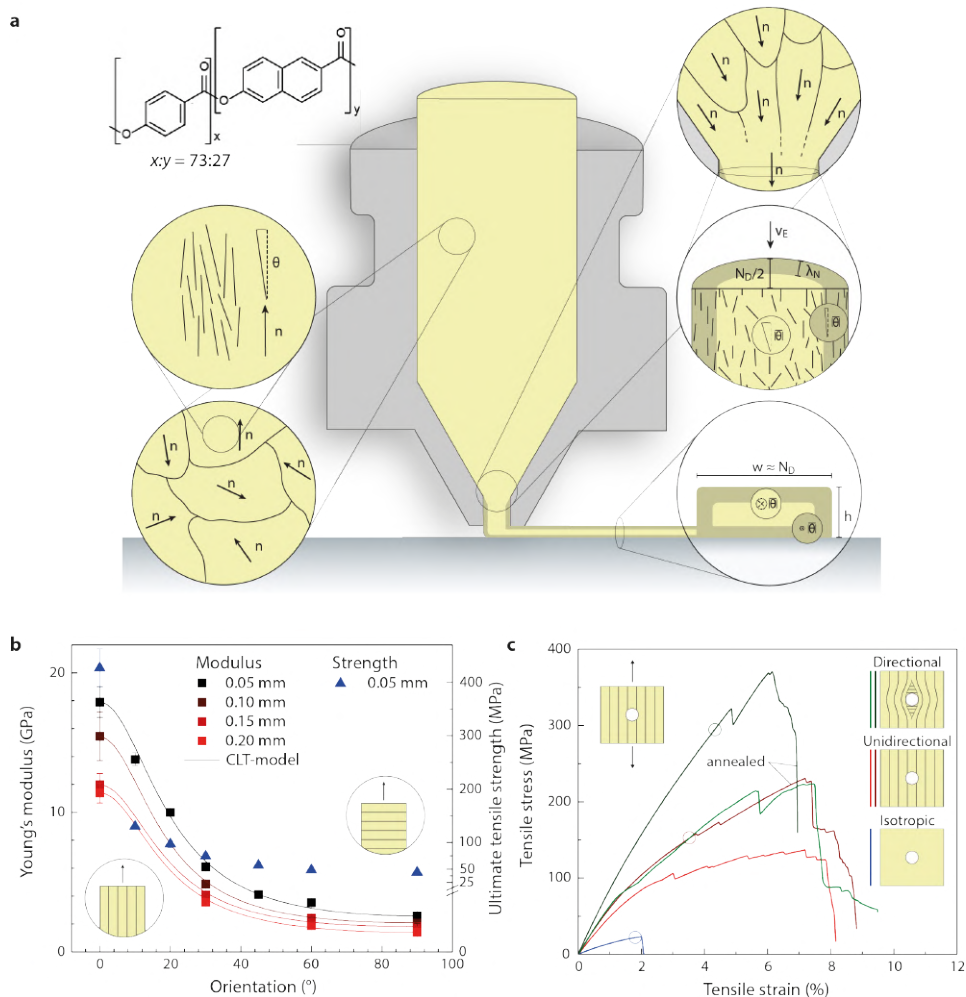 a
O
O
O
O
x
y
x:y = 73:27
n
n
n
n
n
n
n
θ
n
v_E
N_D/2
λ_N
θ̅
θ̅
n
n
n
n
n
n
w ≈ N_D
θ̅
θ̅
h
b
Modulus
0.05 mm
0.10 mm
0.15 mm
0.20 mm
CLT-model
Strength
0.05 mm
Young's modulus (GPa)
20
10
0
Ultimate tensile strength (MPa)
400
300
200
100
50
25
0
0 20 40 60 80 100
Orientation (°)
c
Tensile stress (MPa)
400
300
200
100
0
annealed
Directional
Unidirectional
Isotropic
0 2 4 6 8 10 12
Tensile strain (%)